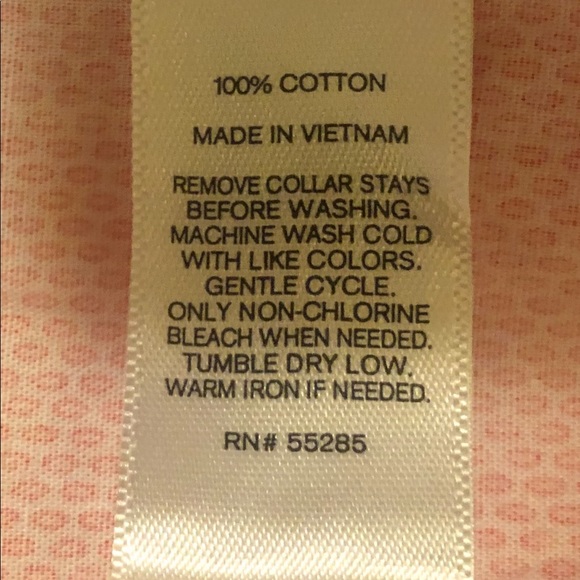 100% COTTON
MADE IN VIETNAM
REMOVE COLLAR STAYS
BEFORE WASHING.
MACHINE WASH COLD
WITH LIKE COLORS.
GENTLE CYCLE.
ONLY NON-CHLORINE
BLEACH WHEN NEEDED.
TUMBLE DRY LOW.
WARM IRON IF NEEDED.
RN# 55285